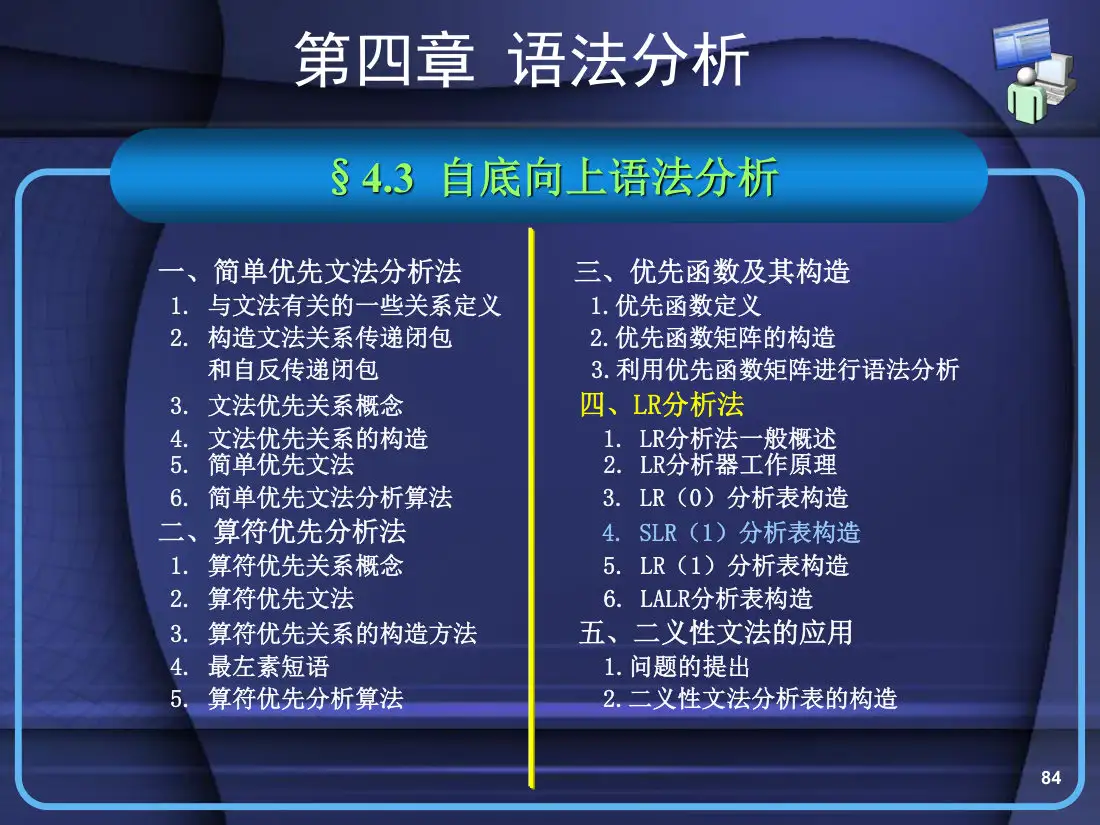 第四章 语法分析
§4.3 自底向上语法分析
一、简单优先文法分析法
1. 与文法有关的一些关系定义
2. 构造文法关系传递闭包
和自反传递闭包
3. 文法优先关系概念
4. 文法优先关系的构造
5. 简单优先文法
6. 简单优先文法分析算法
二、算符优先分析法
1. 算符优先关系概念
2. 算符优先文法
3. 算符优先关系的构造方法
4. 最左素短语
5. 算符优先分析算法
三、优先函数及其构造
1.优先函数定义
2.优先函数矩阵的构造
3.利用优先函数矩阵进行语法分析
四、LR分析法
1. LR分析法一般概述
2. LR分析器工作原理
3. LR（0）分析表构造
4. SLR（1）分析表构造
5. LR（1）分析表构造
6. LALR分析表构造
五、二义性文法的应用
1.问题的提出
2.二义性文法分析表的构造
84